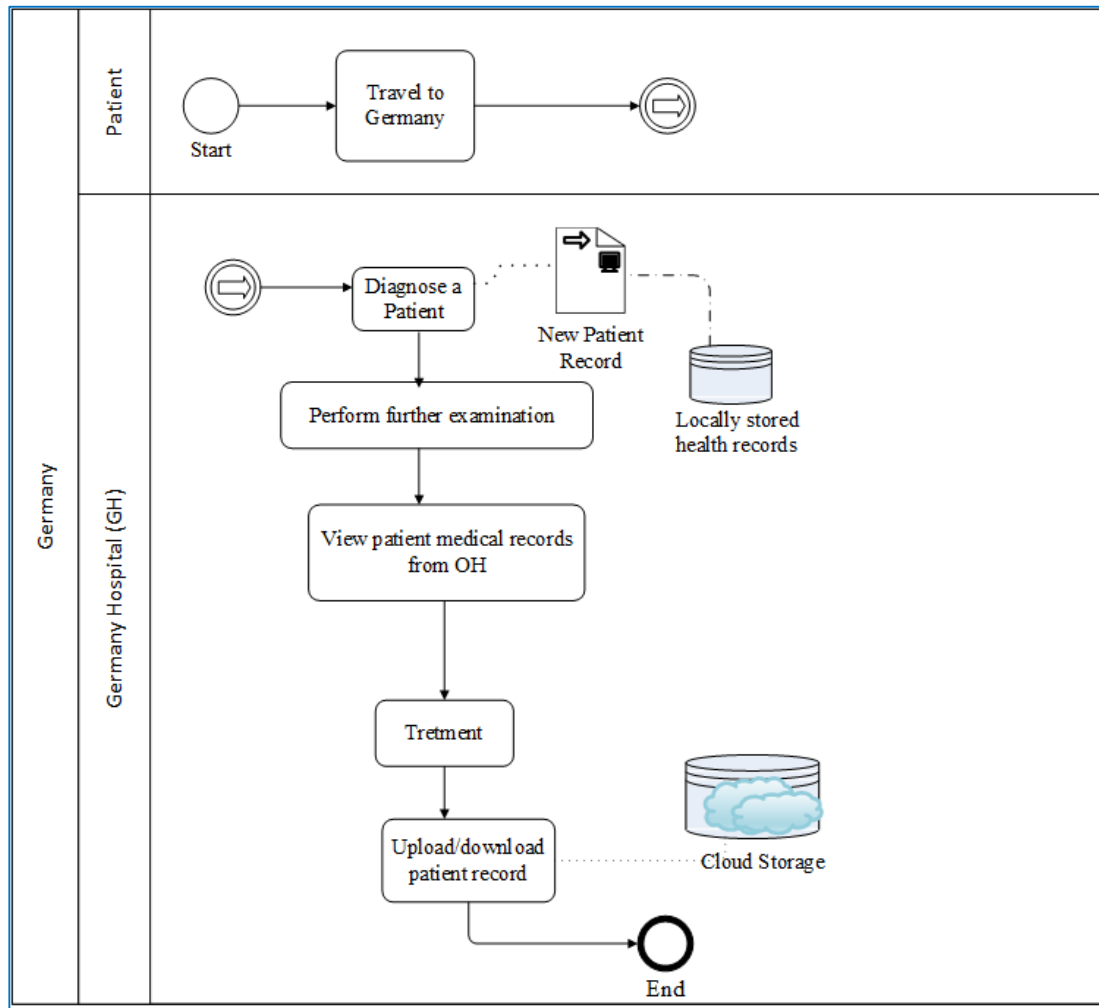 Germany
Patient
Start
Travel to
Germany
Germany Hospital (GH)
Diagnose a
Patient
New Patient
Record
Locally stored
health records
Perform further examination
View patient medical records
from OH
Tretment
Upload/download
patient record
Cloud Storage
End